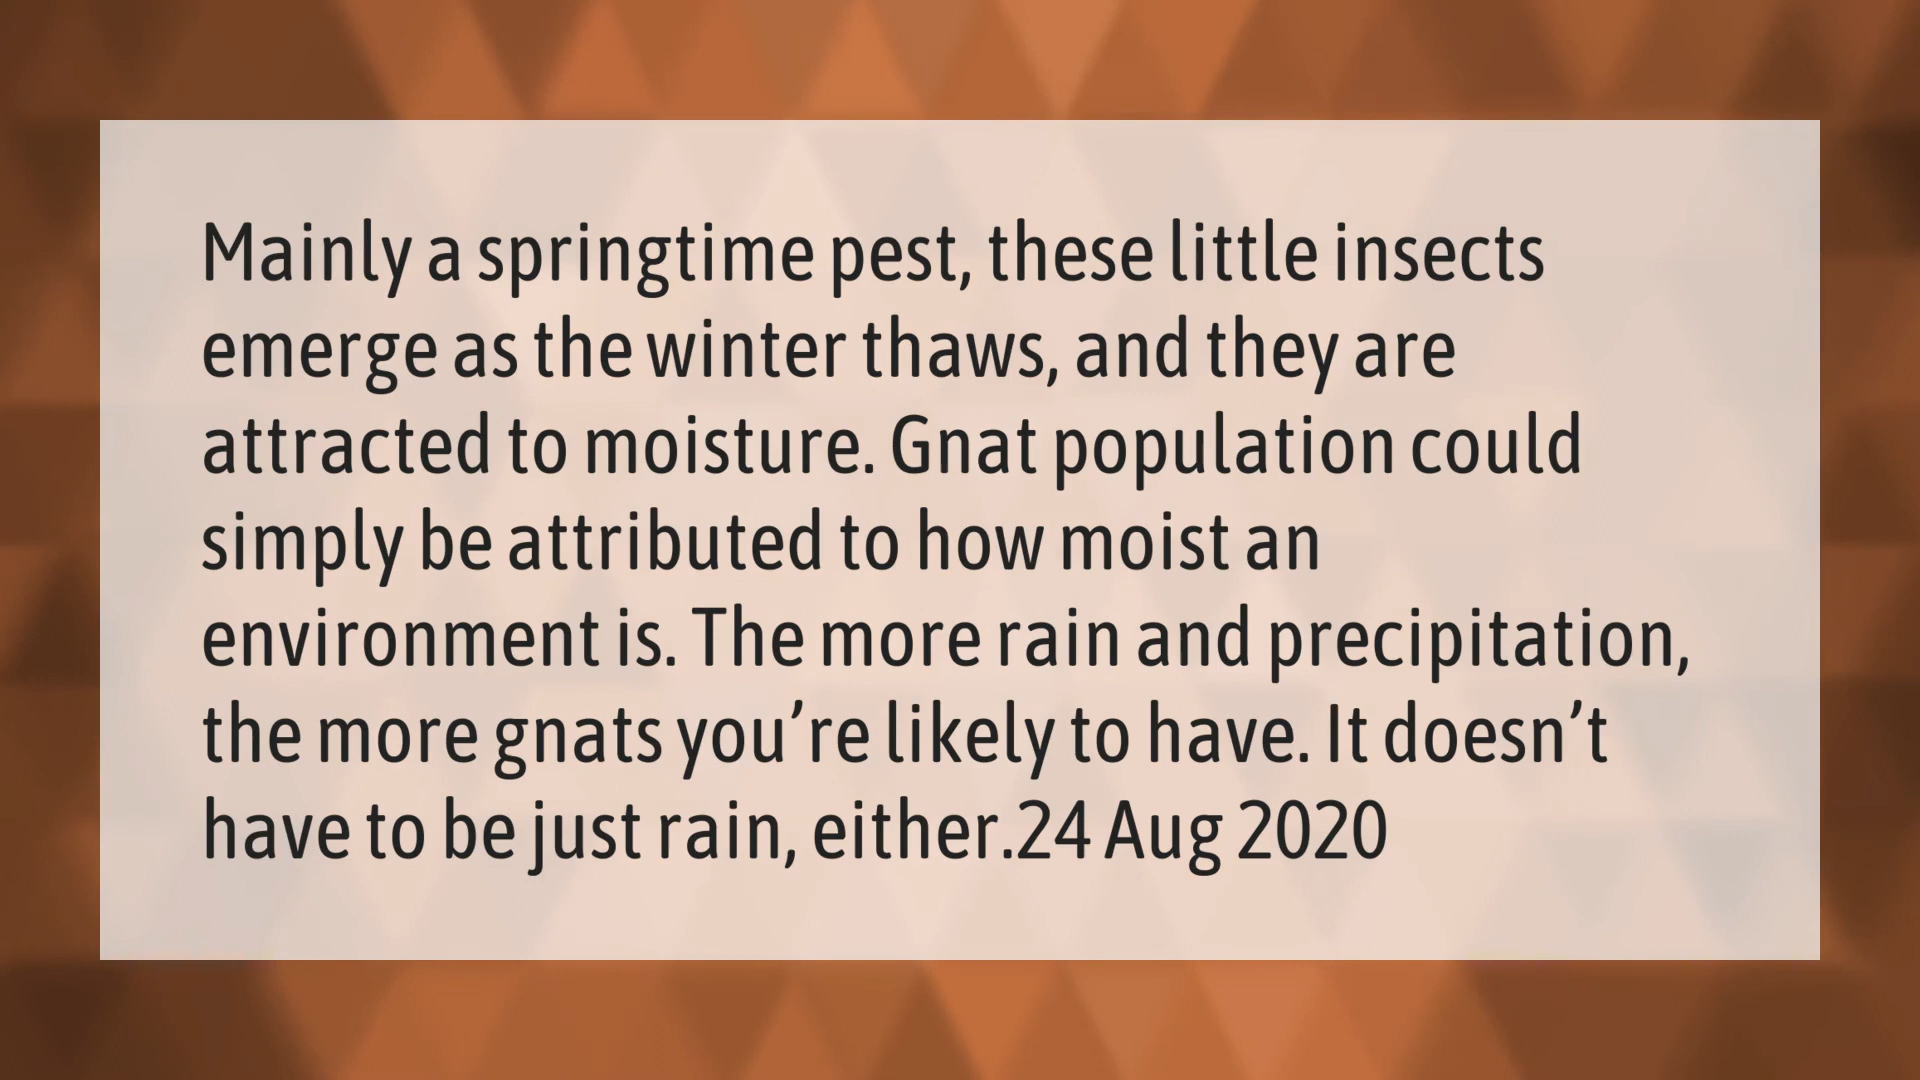 Mainly a springtime pest, these little insects
emerge as the winter thaws, and they are
attracted to moisture. Gnat population could
simply be attributed to how moist an
environment is. The more rain and precipitation,
the more gnats you’re likely to have. It doesn’t
have to be just rain, either.24 Aug 2020